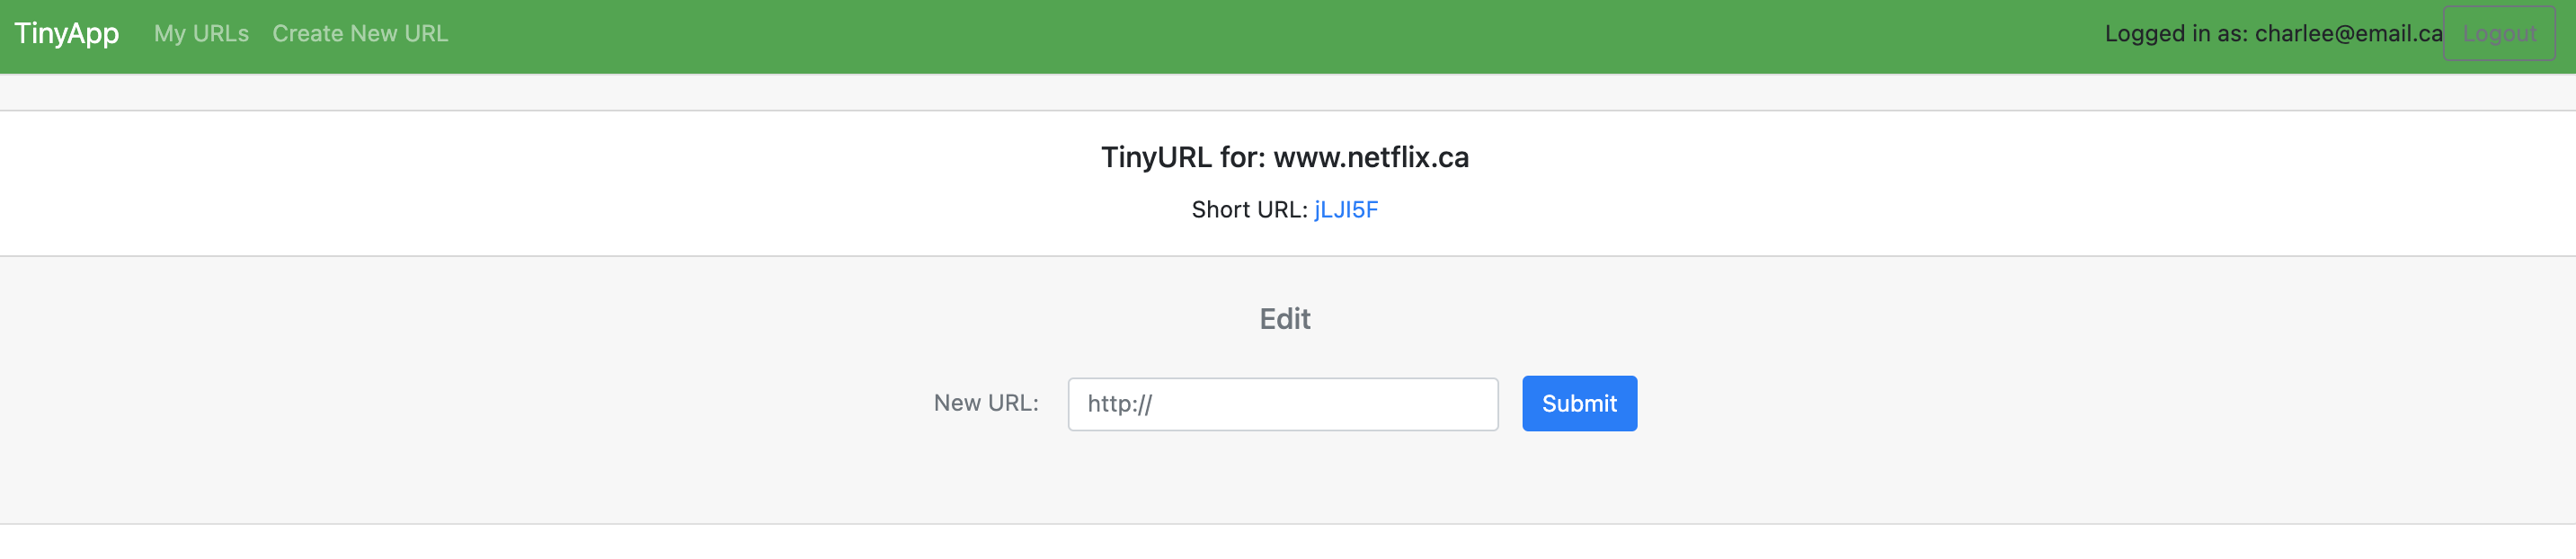 TinyApp My URLs Create New URL Logged in as: charlee@email.ca Logout
TinyURL for: www.netflix.ca
Short URL: jLJI5F
Edit
New URL: http:// Submit